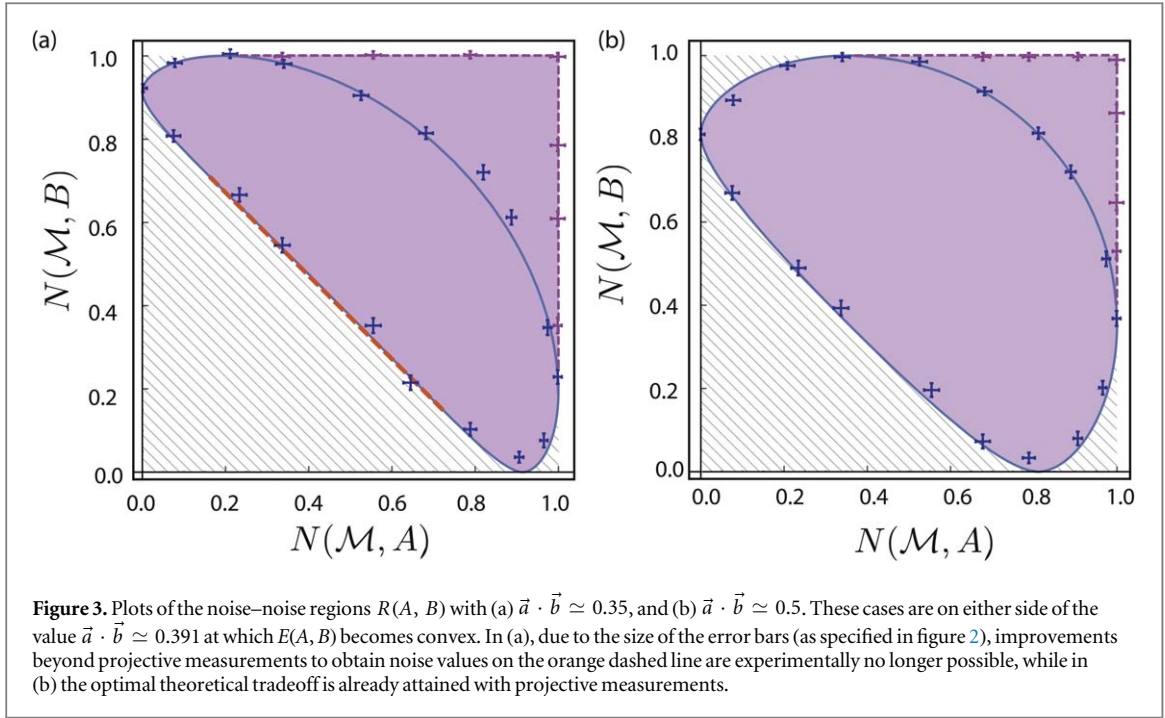 (a)
1.0
0.8
0.6
0.4
0.2
0.0
N(M, B)
0.0 0.2 0.4 0.6 0.8 1.0
N(M, A)
(b)
1.0
0.8
0.6
0.4
0.2
0.0
N(M, B)
0.0 0.2 0.4 0.6 0.8 1.0
N(M, A)
Figure 3. Plots of the noise–noise regions R(A, B) with (a) a⃗ · b⃗ ≃ 0.35, and (b) a⃗ · b⃗ ≃ 0.5. These cases are on either side of the
value a⃗ · b⃗ ≃ 0.391 at which E(A, B) becomes convex. In (a), due to the size of the error bars (as specified in figure 2), improvements
beyond projective measurements to obtain noise values on the orange dashed line are experimentally no longer possible, while in
(b) the optimal theoretical tradeoff is already attained with projective measurements.